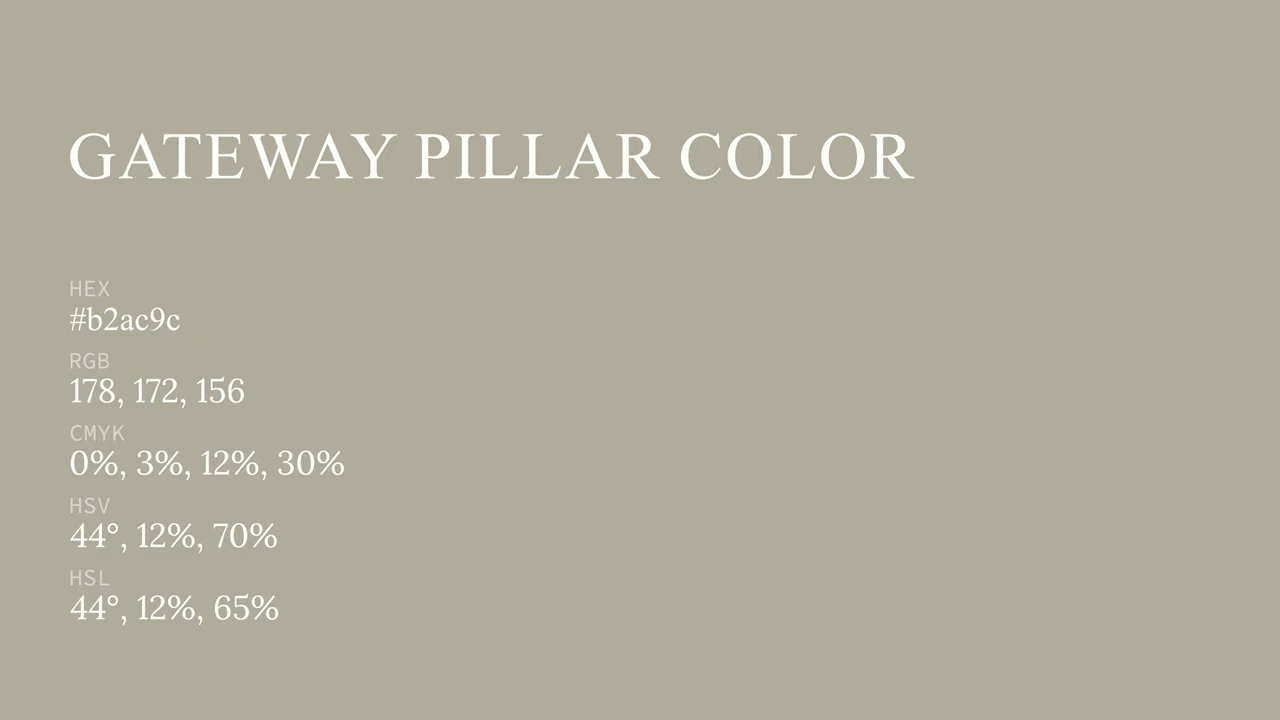 GATEWAY PILLAR COLOR
HEX
#b2ac9c
RGB
178, 172, 156
CMYK
0%, 3%, 12%, 30%
HSV
44°, 12%, 70%
HSL
44°, 12%, 65%